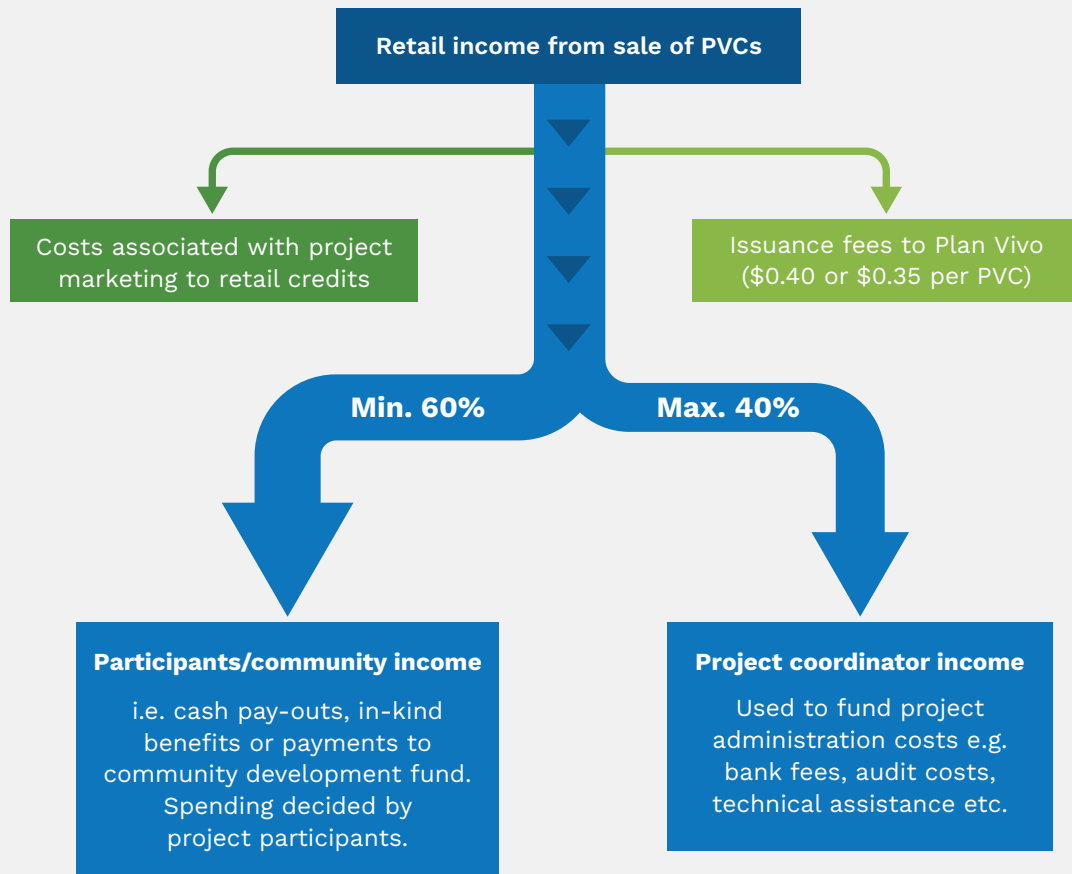 Retail income from sale of PVCs
Costs associated with project
marketing to retail credits
Issuance fees to Plan Vivo
($0.40 or $0.35 per PVC)
Min. 60%
Max. 40%
Participants/community income
i.e. cash pay-outs, in-kind
benefits or payments to
community development fund.
Spending decided by
project participants.
Project coordinator income
Used to fund project
administration costs e.g.
bank fees, audit costs,
technical assistance etc.